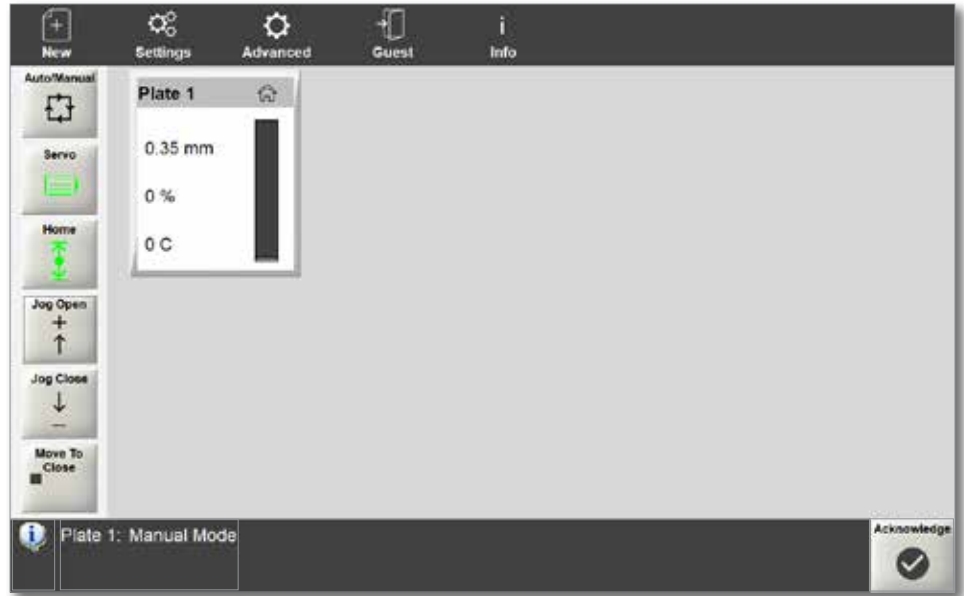 New Settings Advanced Guest Info
Auto/Manual
Servo
Home
Jog Open
Jog Close
Move To
Close
Plate 1
0.35 mm
0 %
0 C
Plate 1: Manual Mode
Acknowledge